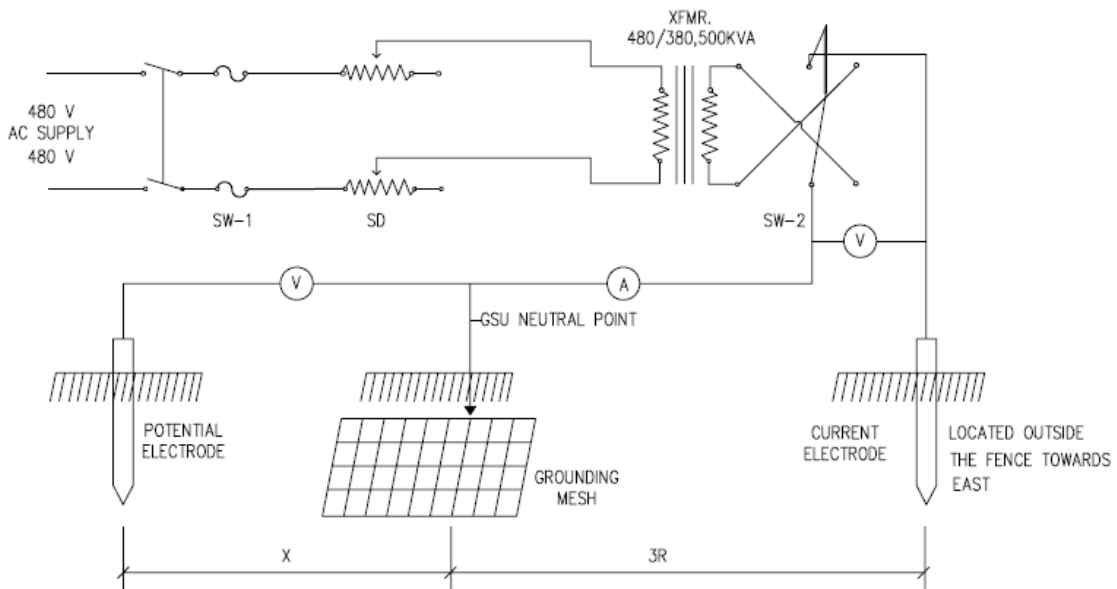 XFMR.
480/380,500KVA
480 V
AC SUPPLY
480 V
SW-1
SD
SW-2
V
V
A
GSU NEUTRAL POINT
POTENTIAL
ELECTRODE
GROUNDING
MESH
CURRENT
ELECTRODE
LOCATED OUTSIDE
THE FENCE TOWARDS
EAST
X
3R